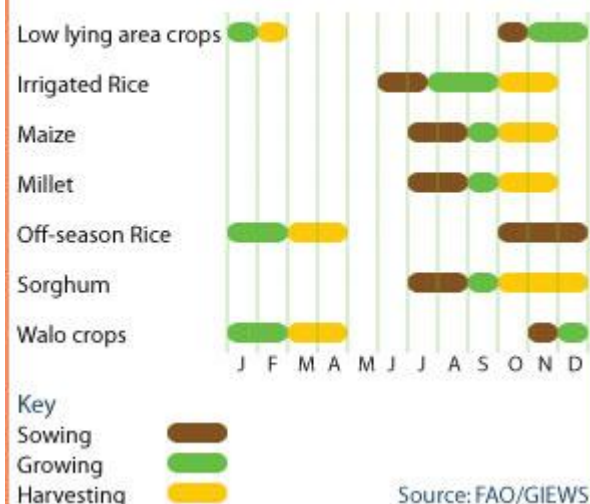 Low lying area crops
Irrigated Rice
Maize
Millet
Off-season Rice
Sorghum
Walo crops
J F M A M J J A S O N D
Key
Sowing
Growing
Harvesting
Source: FAO/GIEWS